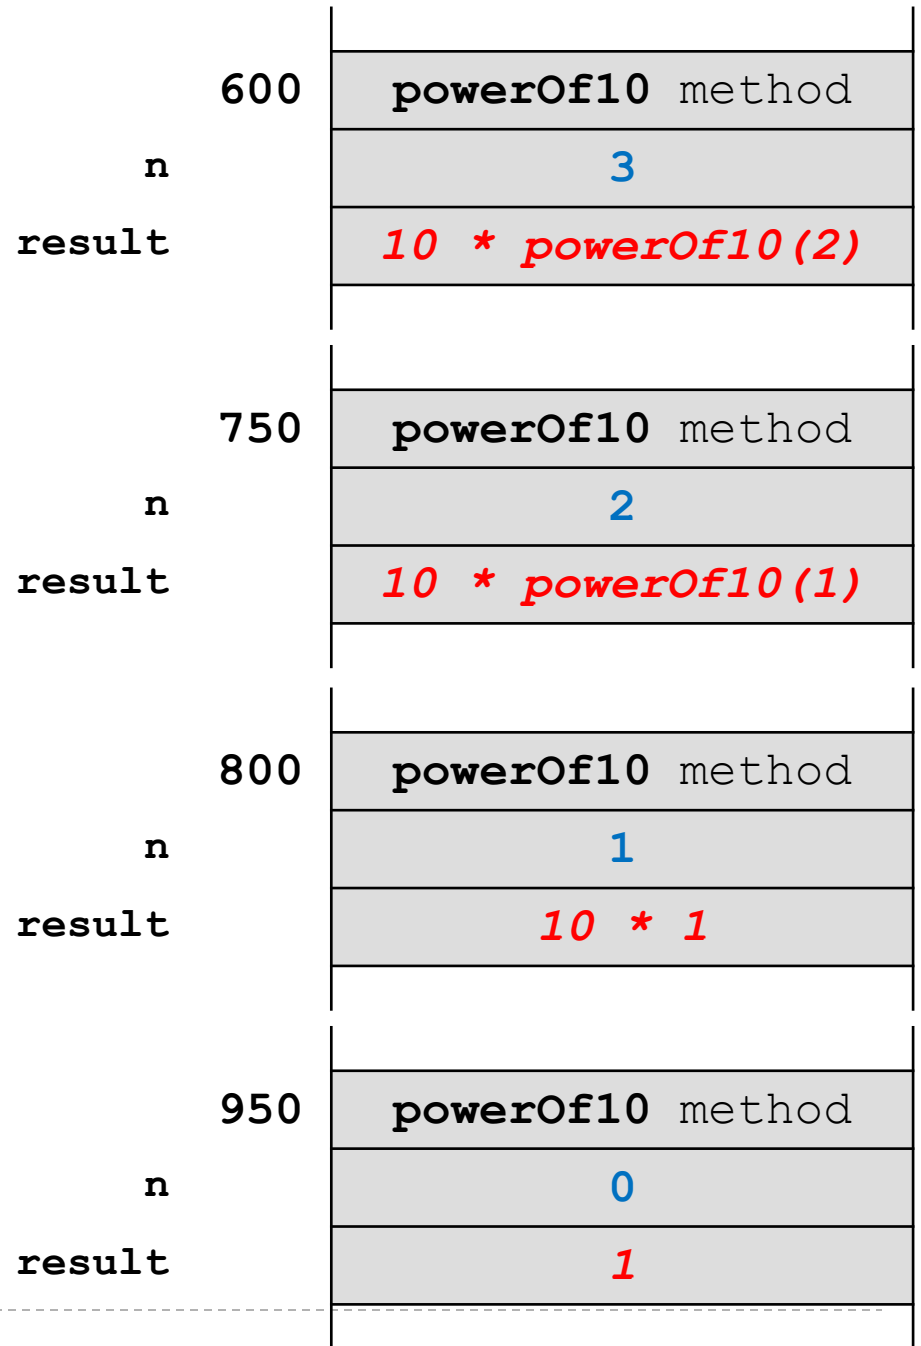 600 powerOf10 method
n 3
result 10 * powerOf10(2)
750 powerOf10 method
n 2
result 10 * powerOf10(1)
800 powerOf10 method
n 1
result 10 * 1
950 powerOf10 method
n 0
result 1